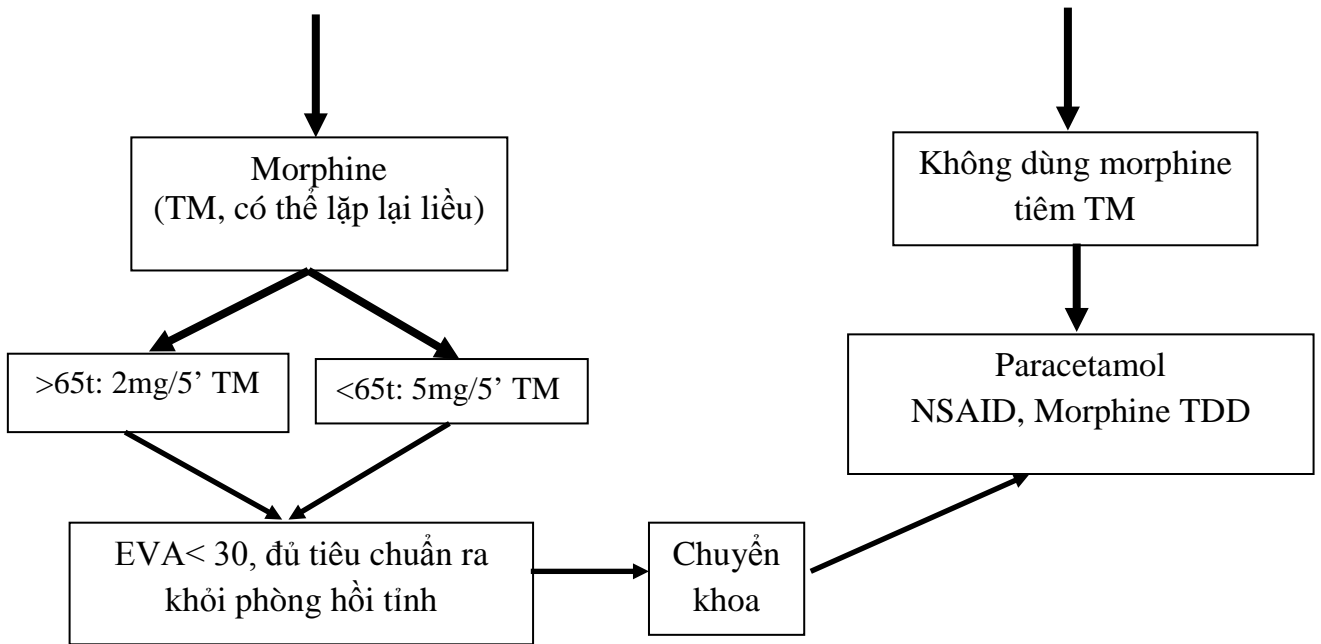 Morphine
(TM, có thể lặp lại liều)
Không dùng morphine
tiêm TM
>65t: 2mg/5’ TM
<65t: 5mg/5’ TM
Paracetamol
NSAID, Morphine TDD
EVA< 30, đủ tiêu chuẩn ra
khỏi phòng hồi tỉnh
Chuyển
khoa